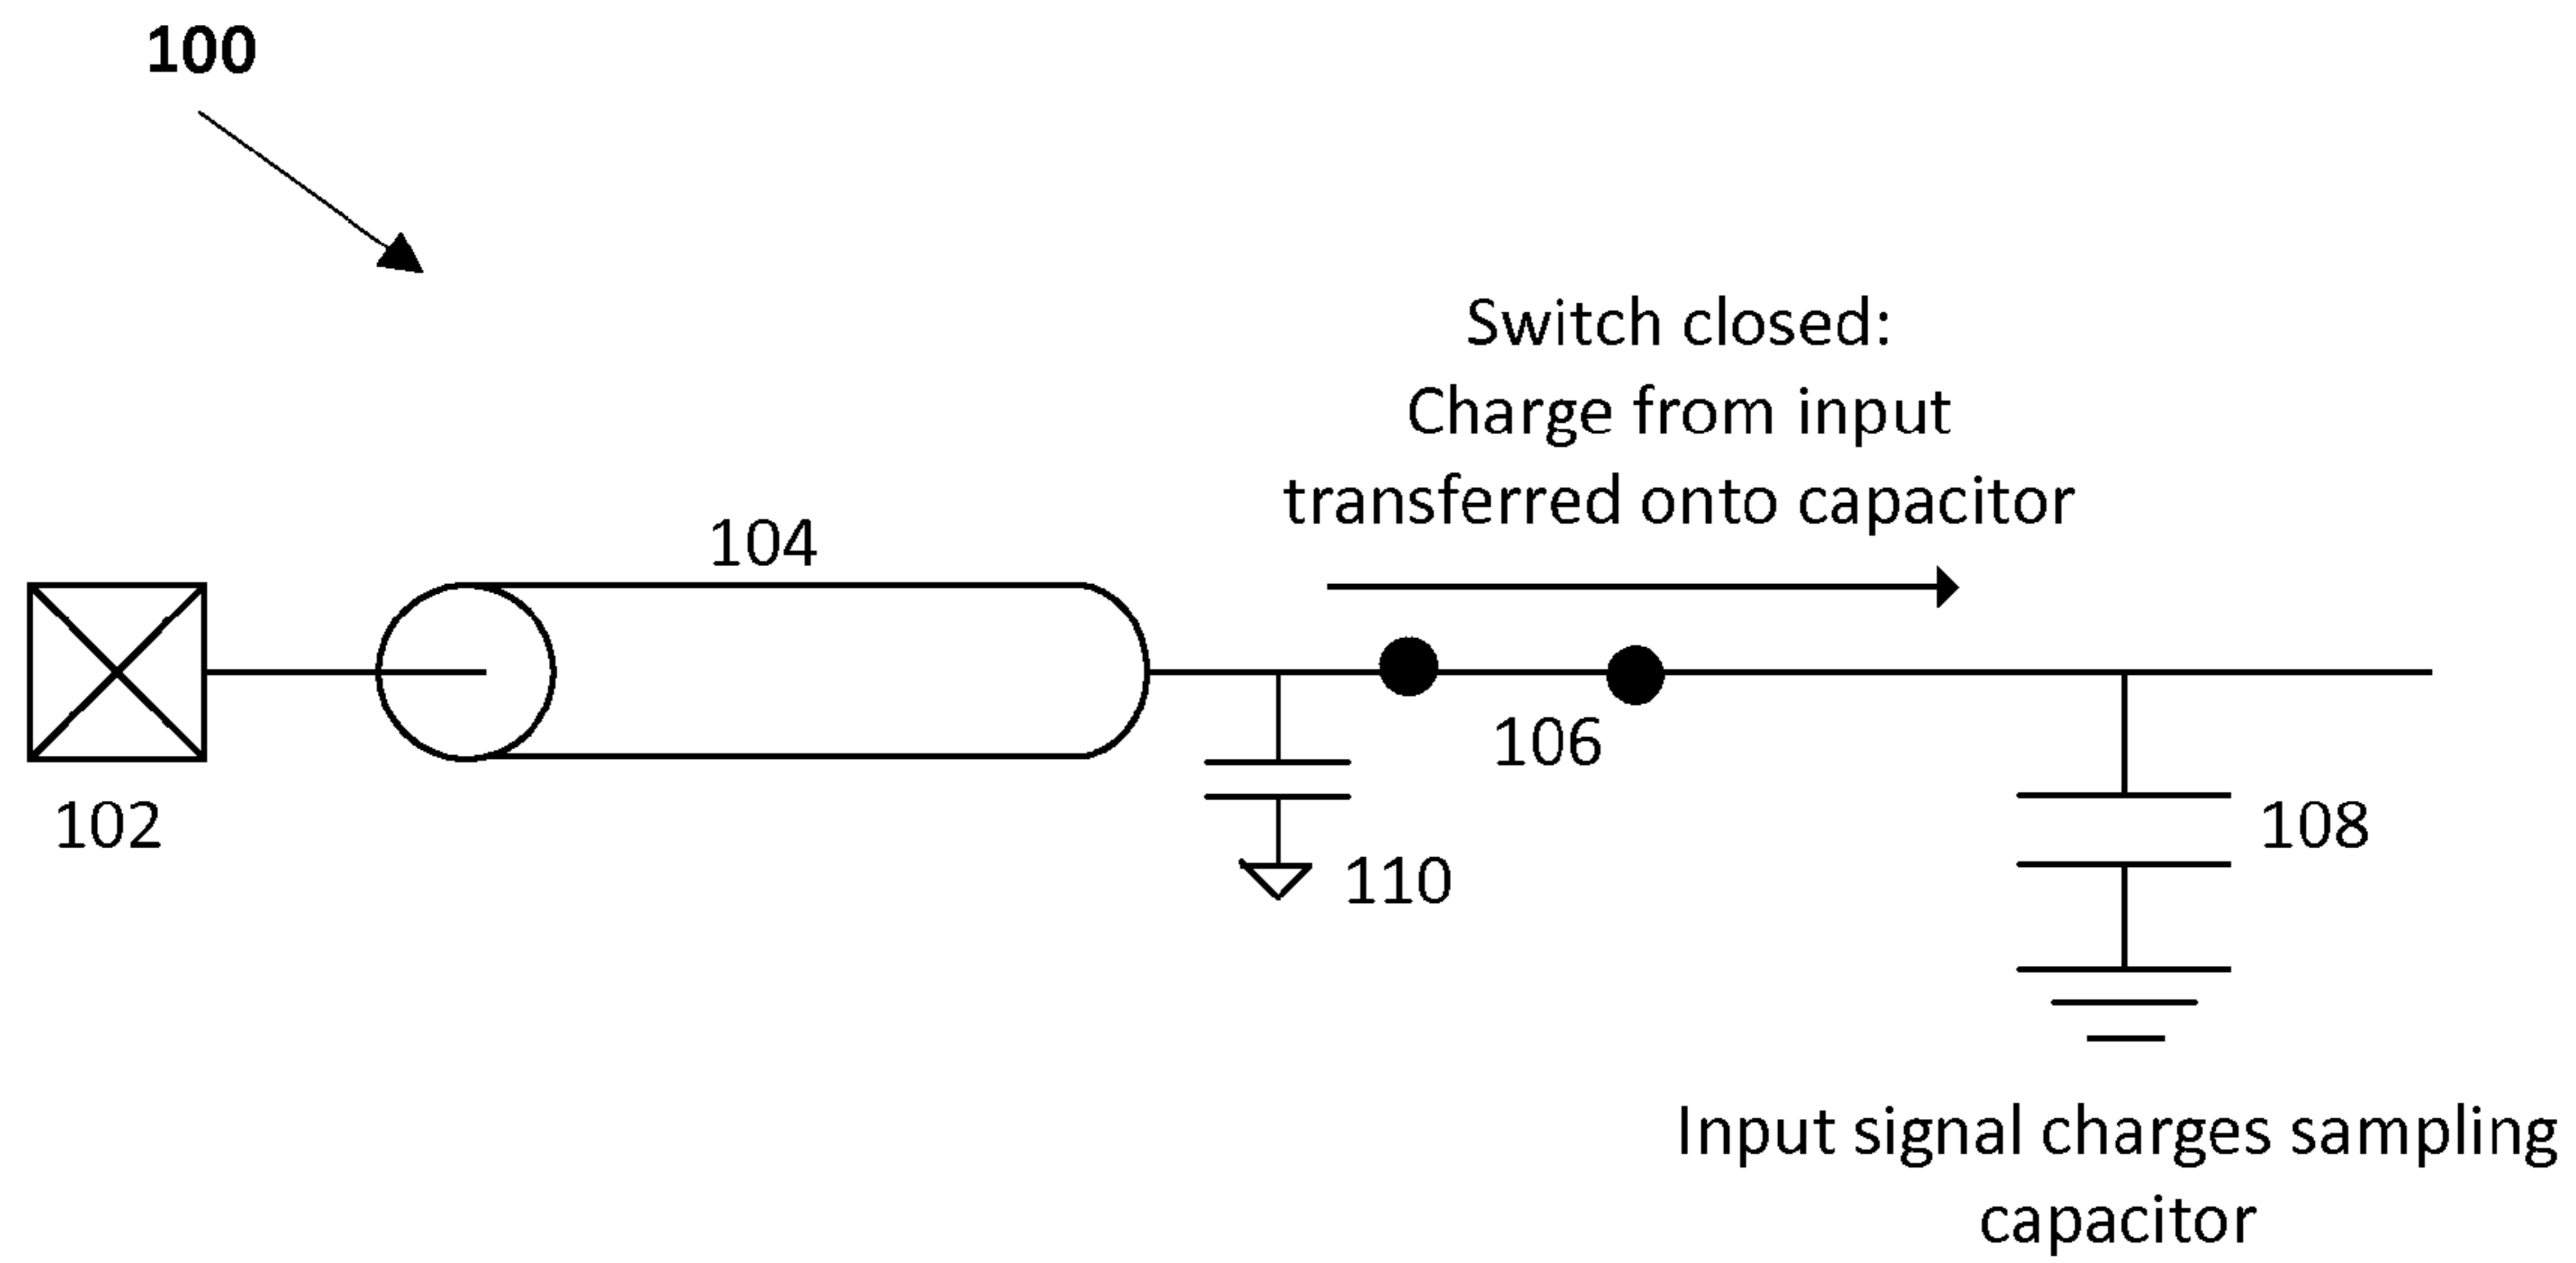 100
Switch closed:
Charge from input
transferred onto capacitor
104
102
106
110
108
Input signal charges sampling
capacitor